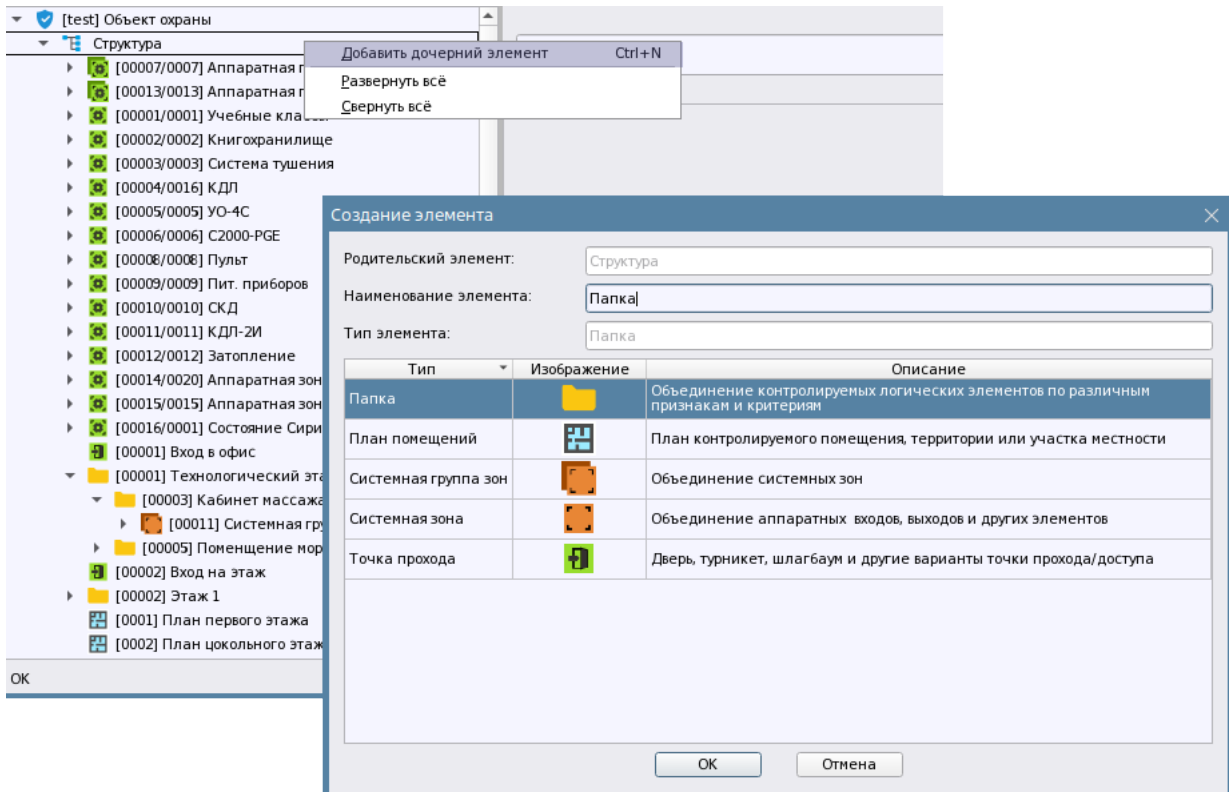 [test] Объект охраны
Структура
Добавить дочерний элемент Ctrl+N
Развернуть всё
Свернуть всё
[00007/0007] Аппаратная г
[00013/0013] Аппаратная г
[00001/0001] Учебные классы
[00002/0002] Книгохранилище
[00003/0003] Система тушения
[00004/0016] КДЛ
[00005/0005] УО-4С
[00006/0006] С2000-PGE
[00008/0008] Пульт
[00009/0009] Пит. приборов
[00010/0010] СКД
[00011/0011] КДЛ-2И
[00012/0012] Затопление
[00014/0020] Аппаратная зон
[00015/0015] Аппаратная зон
[00016/0001] Состояние Сири
[00001] Вход в офис
[00001] Технологический эта
[00003] Кабинет массажа
[00011] Системная гру
[00005] Поменщение мор
[00002] Вход на этаж
[00002] Этаж 1
[0001] План первого этажа
[0002] План цокольного этаж
ОК
Создание элемента
Родительский элемент: Структура
Наименование элемента: Папка
Тип элемента: Папка
Тип Изображение Описание
Папка Объединение контролируемых логических элементов по различным
признакам и критериям
План помещений План контролируемого помещения, территории или участка местности
Системная группа зон Объединение системных зон
Системная зона Объединение аппаратных входов, выходов и других элементов
Точка прохода Дверь, турникет, шлагбаум и другие варианты точки прохода/доступа
ОК Отмена